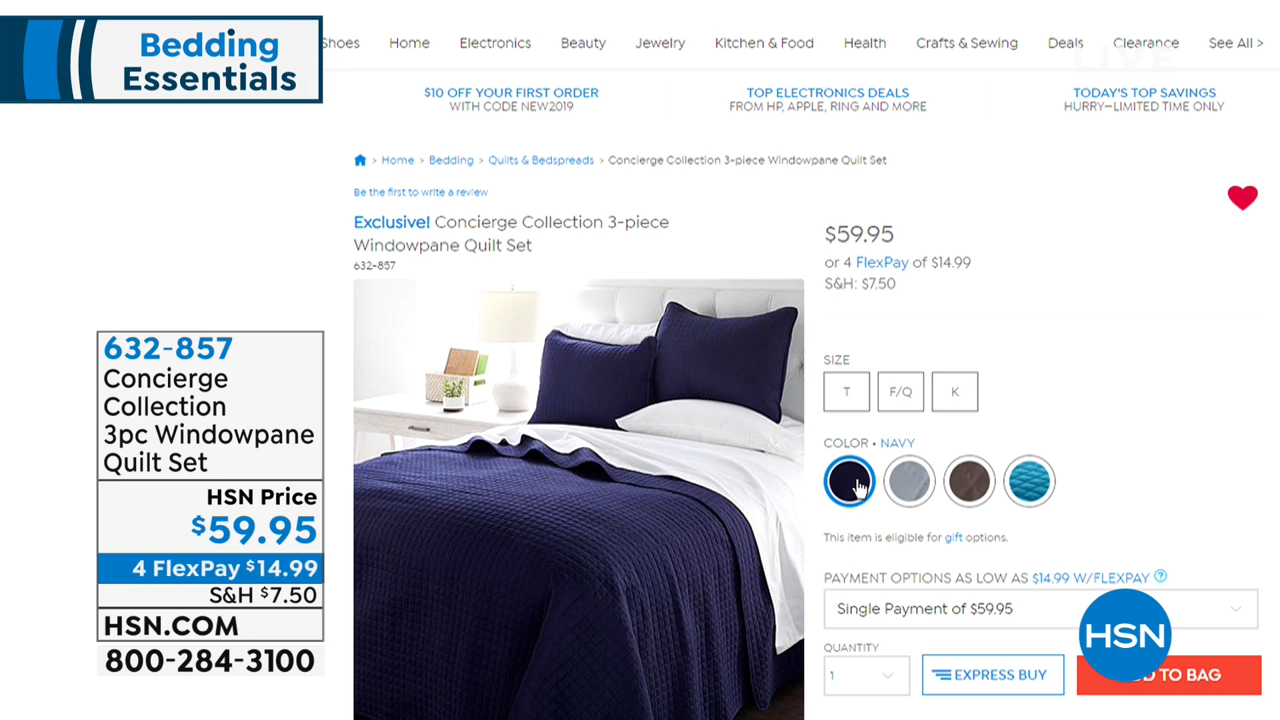 Bedding
Essentials
Shoes Home Electronics Beauty Jewelry Kitchen & Food Health Crafts & Sewing Deals Clearance See All >
LIVE
$10 OFF YOUR FIRST ORDER
WITH CODE NEW2019
TOP ELECTRONICS DEALS
FROM HP, APPLE, RING AND MORE
TODAY'S TOP SAVINGS
HURRY—LIMITED TIME ONLY
> Home > Bedding > Quilts & Bedspreads > Concierge Collection 3-piece Windowpane Quilt Set
Be the first to write a review
Exclusive! Concierge Collection 3-piece
Windowpane Quilt Set
632-857
$59.95
or 4 FlexPay of $14.99
S&H: $7.50
SIZE
T F/Q K
COLOR • NAVY
This item is eligible for gift options.
PAYMENT OPTIONS AS LOW AS $14.99 W/FLEXPAY ?
Single Payment of $59.95
QUANTITY
1
EXPRESS BUY
D TO BAG
HSN
632-857
Concierge
Collection
3pc Windowpane
Quilt Set
HSN Price
$59.95
4 FlexPay $14.99
S&H $7.50
HSN.COM
800-284-3100